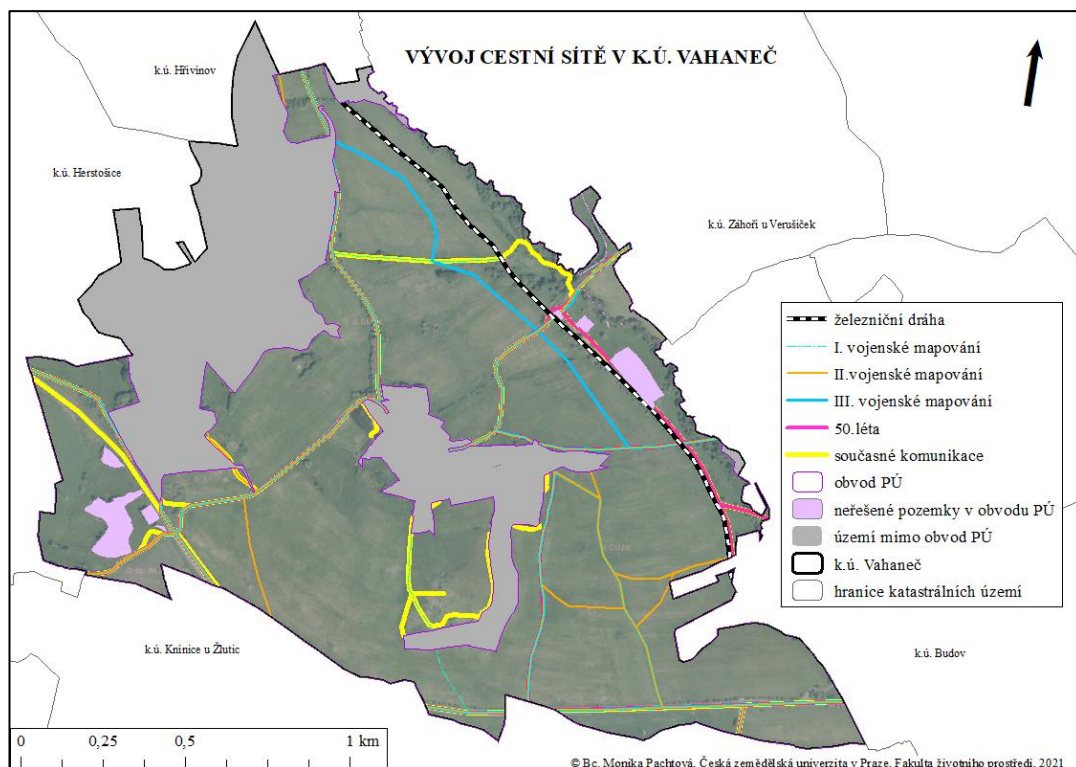 VÝVOJ CESTNÍ SÍTĚ V K.Ú. VAHANEČ
k.ú. Hřivínov
k.ú. Herstošice
k.ú. Záhoří u Verušiček
železniční dráha
I. vojenské mapování
II.vojenské mapování
III. vojenské mapování
50.léta
současné komunikace
obvod PÚ
neřešené pozemky v obvodu PÚ
území mimo obvod PÚ
k.ú. Vahaneč
hranice katastrálních území
k.ú. Knínice u Žlutic
k.ú. Budov
0 0,25 0,5 1 km
© Bc. Monika Pachtová, Česká zemědělská univerzita v Praze, Fakulta životního prostředí, 2021